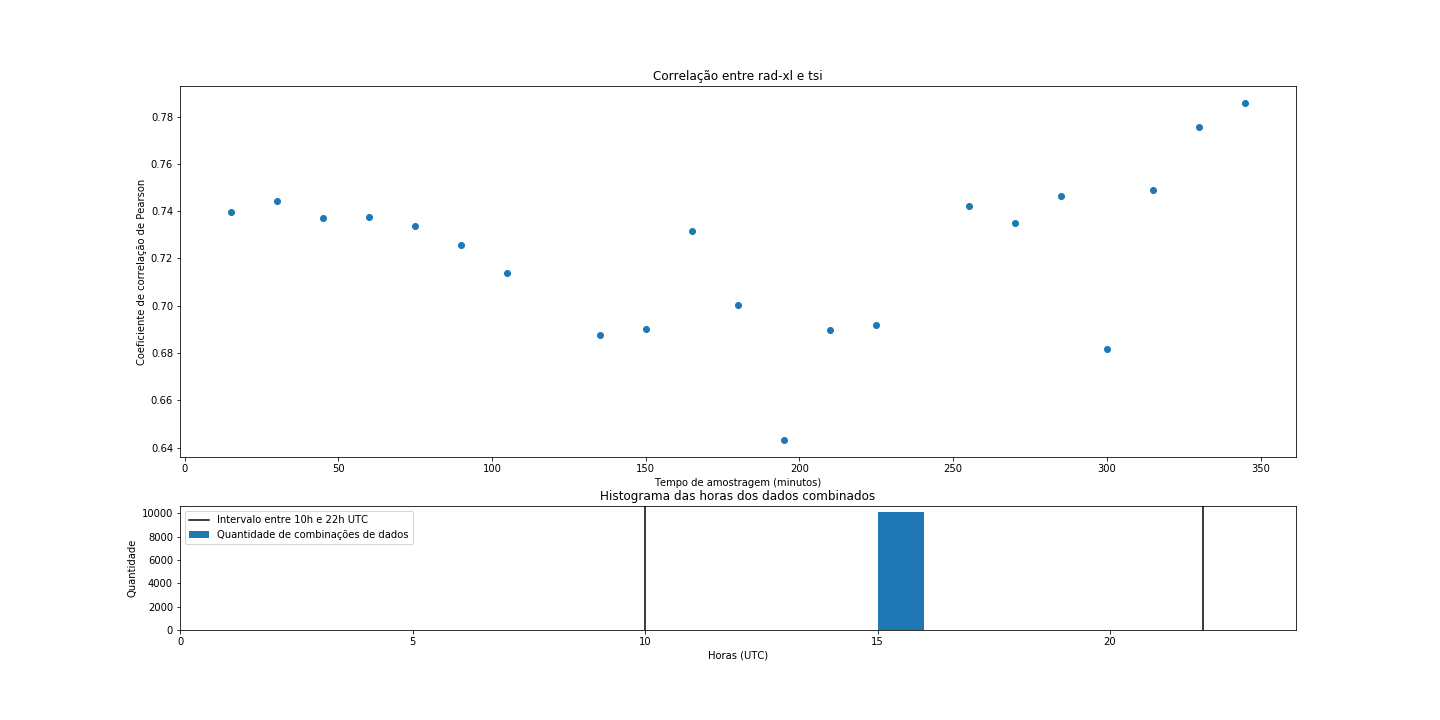 Correlação entre rad-xl e tsi
Coeficiente de correlação de Pearson
0.78
0.76
0.74
0.72
0.70
0.68
0.66
0.64
0 50 100 150 200 250 300 350
Tempo de amostragem (minutos)
Histograma das horas dos dados combinados
Intervalo entre 10h e 22h UTC
Quantidade de combinações de dados
Quantidade
10000
8000
6000
4000
2000
0
0 5 10 15 20
Horas (UTC)